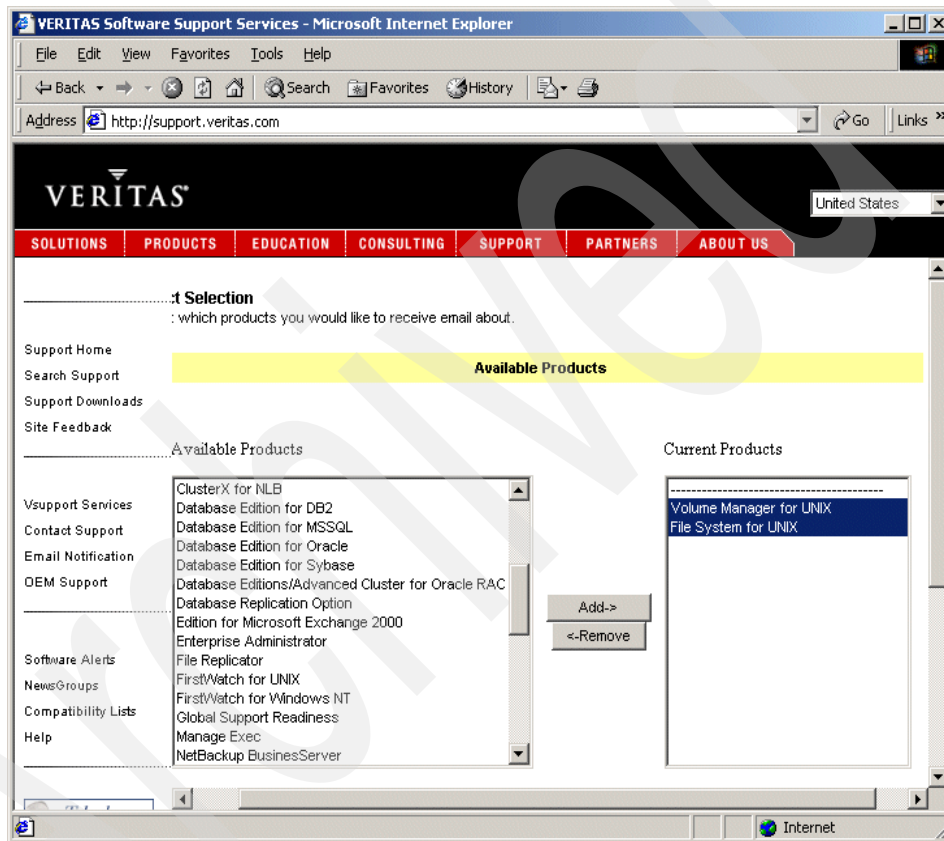 VERITAS Software Support Services - Microsoft Internet Explorer
File Edit View Favorites Tools Help
Back Search Favorites History
Address http://support.veritas.com Go Links »
VERITAS
United States
SOLUTIONS PRODUCTS EDUCATION CONSULTING SUPPORT PARTNERS ABOUT US
:t Selection
: which products you would like to receive email about.
Available Products
Support Home
Search Support
Support Downloads
Site Feedback
Vsupport Services
Contact Support
Email Notification
OEM Support
Software Alerts
NewsGroups
Compatibility Lists
Help
Available Products
ClusterX for NLB
Database Edition for DB2
Database Edition for MSSQL
Database Edition for Oracle
Database Edition for Sybase
Database Editions/Advanced Cluster for Oracle RAC
Database Replication Option
Edition for Microsoft Exchange 2000
Enterprise Administrator
File Replicator
FirstWatch for UNIX
FirstWatch for Windows NT
Global Support Readiness
Manage Exec
NetBackup BusinesServer
Add->
<-Remove
Current Products
-----------------------------------------
Volume Manager for UNIX
File System for UNIX
Internet